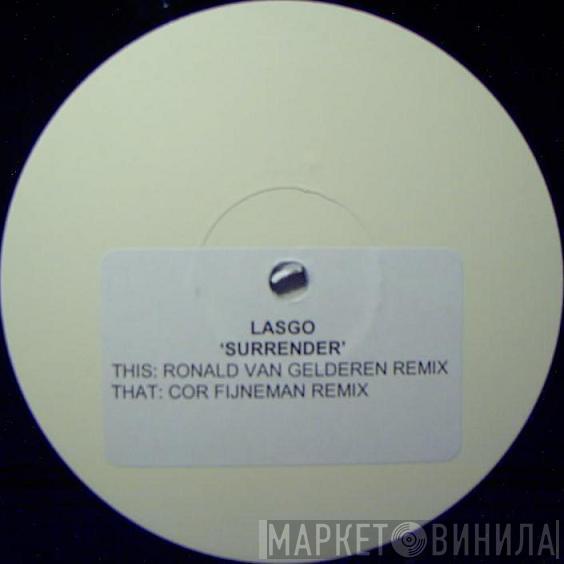 LASGO
‘SURRENDER’
THIS: RONALD VAN GELDEREN REMIX
THAT: COR FIJNEMAN REMIX
МАРКЕТ ВИНИЛА